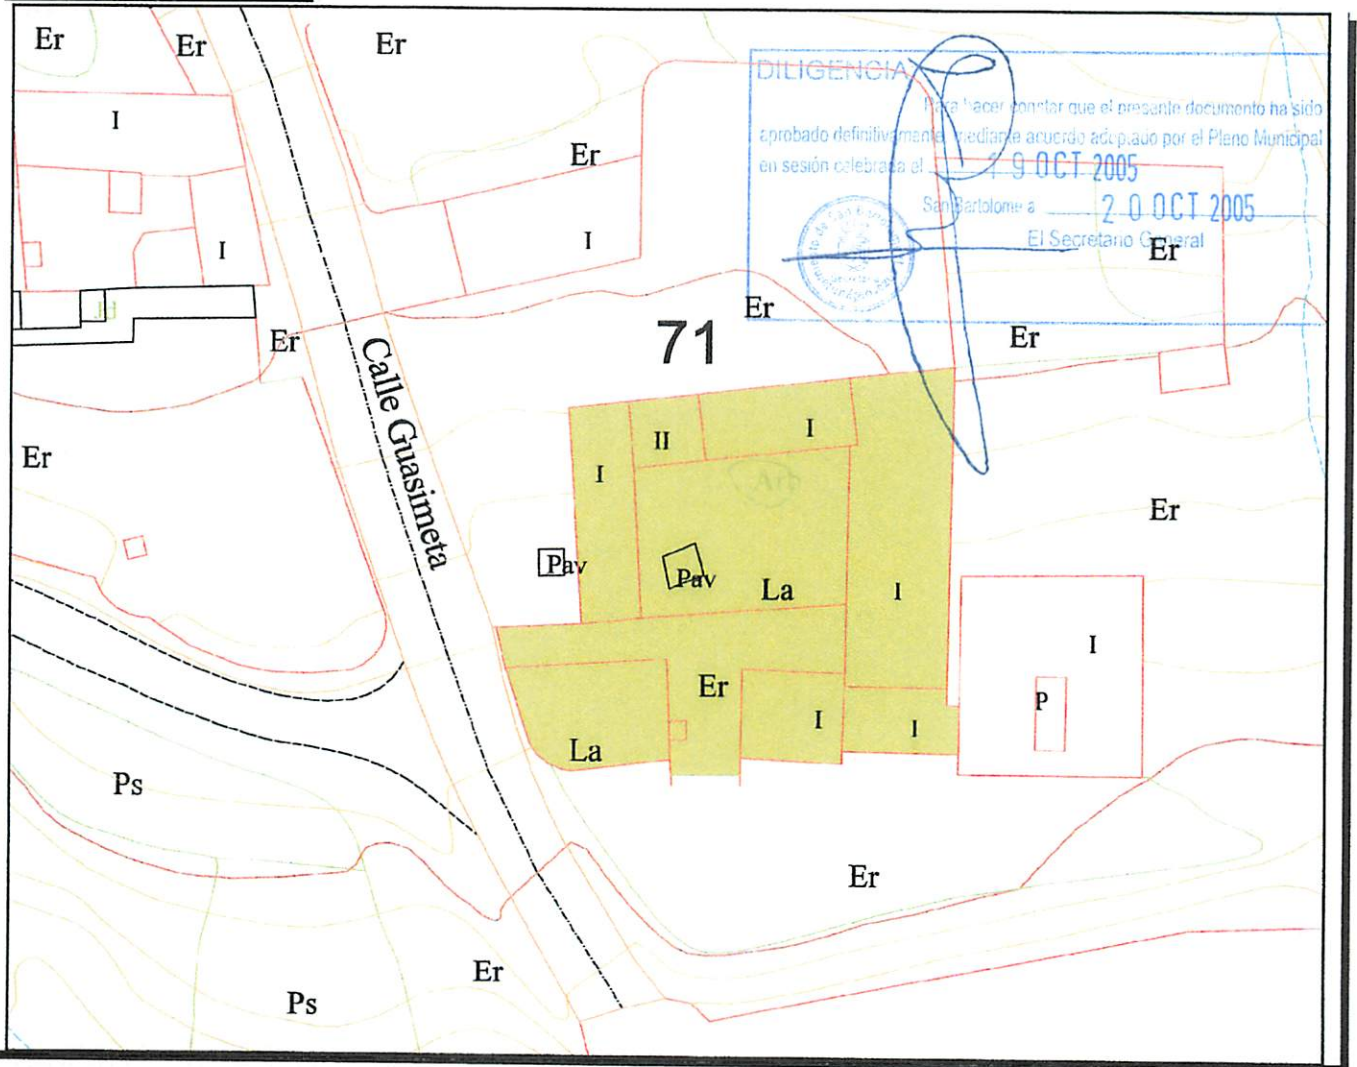 Er
Er
Er
DILIGENCIA
Para hacer constar que el presente documento ha sido
aprobado definitivamente, mediante acuerdo adoptado por el Pleno Municipal
en sesión celebrada el 19 OCT 2005
San Bartolome a 20 OCT 2005
El Secretario General
I
Er
I
I
Er
Er
Er
71
Er
Calle Guasimeta
II
I
Er
I
Arb
Er
Pav
Pav
La
I
I
Er
P
I
I
La
Ps
Er
Er
Ps